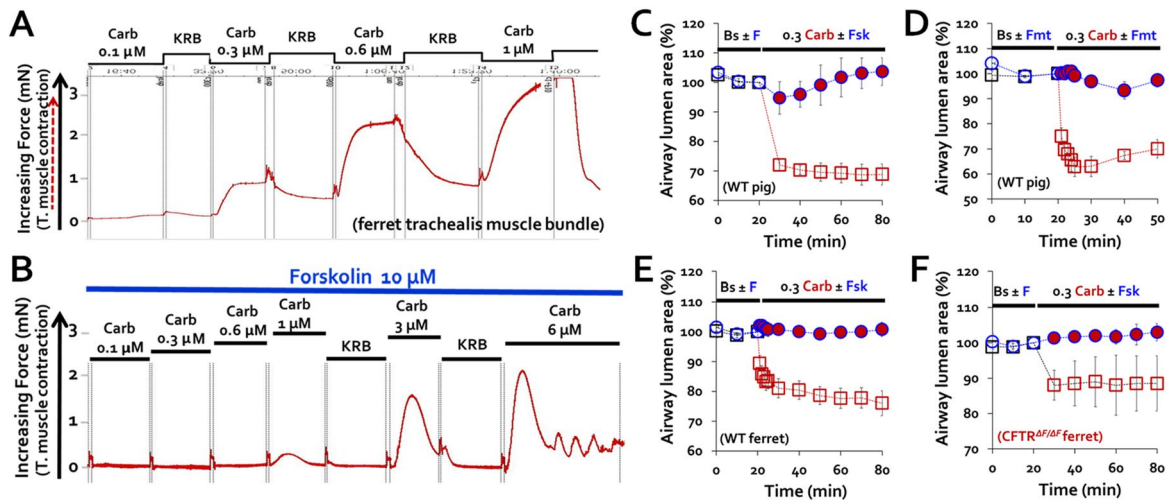 A
Carb
0.1 µM
KRB
Carb
0.3 µM
KRB
Carb
0.6 µM
KRB
Carb
1 µM
Increasing Force (mN)
(T. muscle contraction)
3
2
1
0
(ferret trachealis muscle bundle)
B
Forskolin 10 µM
Carb
0.1 µM
Carb
0.3 µM
Carb
0.6 µM
Carb
1 µM
KRB
Carb
3 µM
KRB
Carb
6 µM
Increasing Force (mN)
(T. muscle contraction)
3
2
1
0
C
Bs ± F
0.3 Carb ± Fsk
Airway lumen area (%)
120
110
100
90
80
70
60
(WT pig)
0 20 40 60 80
Time (min)
D
Bs ± Fmt
0.3 Carb ± Fmt
Airway lumen area (%)
120
110
100
90
80
70
60
50
(WT pig)
0 10 20 30 40 50
Time (min)
E
Bs ± F
0.3 Carb ± Fsk
Airway lumen area (%)
120
110
100
90
80
70
60
(WT ferret)
0 20 40 60 80
Time (min)
F
Bs ± F
0.3 Carb ± Fsk
Airway lumen area (%)
120
110
100
90
80
70
(CFTRΔF/ΔF ferret)
0 20 40 60 80
Time (min)